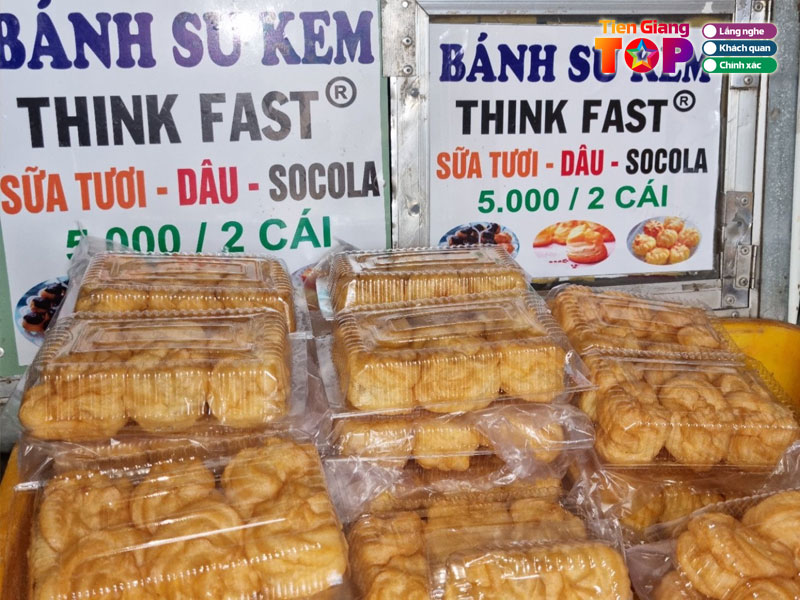 BÁNH SU KEM
THINK FAST®
SỮA TƯƠI - DÂU - SOCOLA
5.000 / 2 CÁI
Tien Giang
TOP
Lắng nghe
Khách quan
Chính xác
BÁNH SU KEM
THINK FAST®
SỮA TƯƠI - DÂU - SOCOLA
5.000 / 2 CÁI